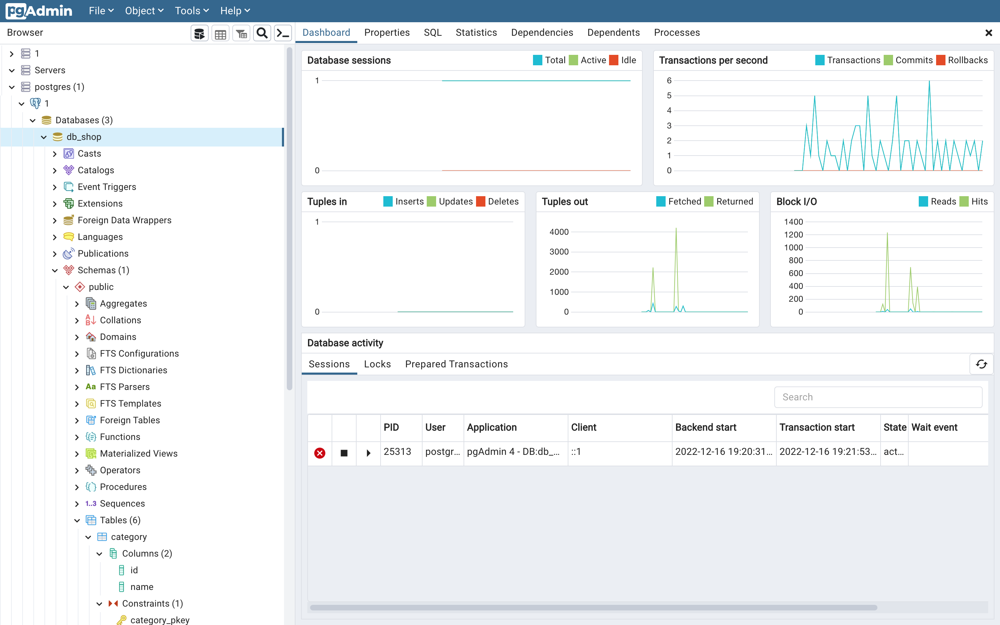 pgAdmin File Object Tools Help
Browser
Dashboard Properties SQL Statistics Dependencies Dependents Processes
1
Servers
postgres (1)
1
Databases (3)
db_shop
Casts
Catalogs
Event Triggers
Extensions
Foreign Data Wrappers
Languages
Publications
Schemas (1)
public
Aggregates
Collations
Domains
FTS Configurations
FTS Dictionaries
Aa FTS Parsers
FTS Templates
Foreign Tables
Functions
Materialized Views
Operators
Procedures
1..3 Sequences
Tables (6)
category
Columns (2)
id
name
Constraints (1)
category_pkey
Database sessions Total Active Idle
1
0
Transactions per second Transactions Commits Rollbacks
6
5
4
3
2
1
0
Tuples in Inserts Updates Deletes
1
0
Tuples out Fetched Returned
4000
3000
2000
1000
0
Block I/O Reads Hits
1400
1200
1000
800
600
400
200
0
Database activity
Sessions Locks Prepared Transactions
Search
PID User Application Client Backend start Transaction start State Wait event
25313 postgr... pgAdmin 4 - DB:db_... ::1 2022-12-16 19:20:31... 2022-12-16 19:21:53... act...